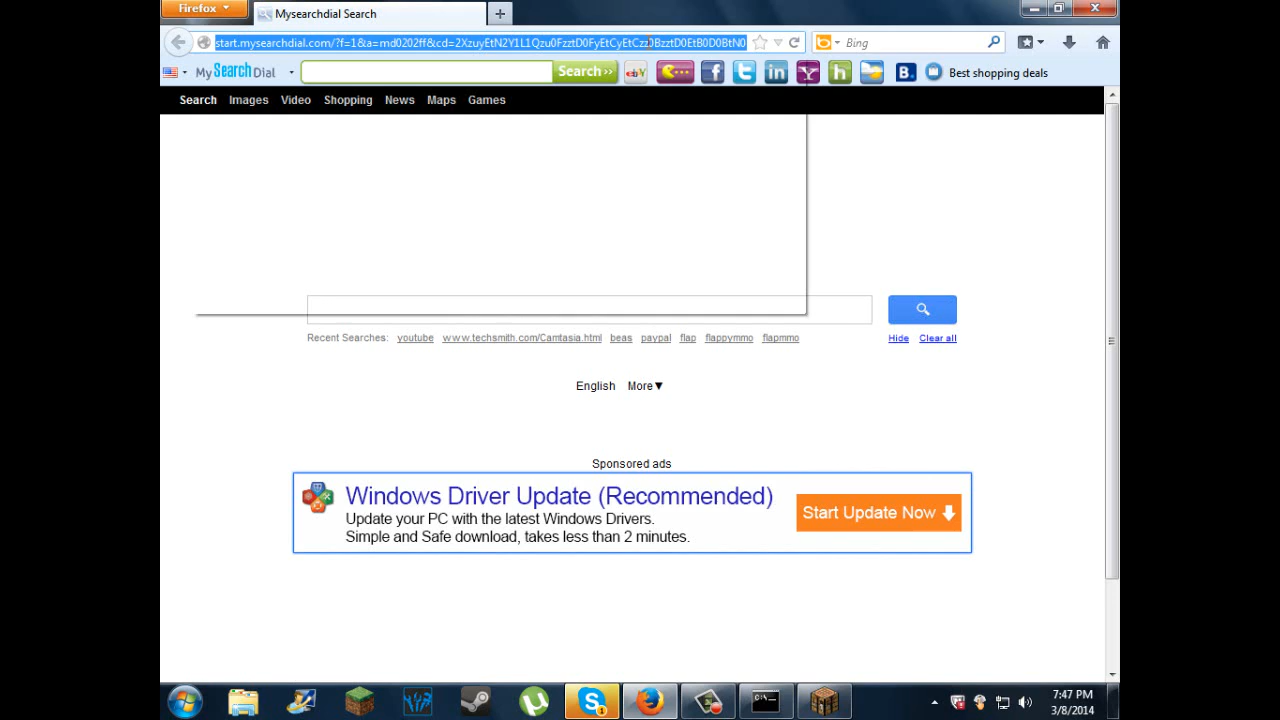 Firefox
Mysearchdial Search
start.mysearchdial.com/?f=1&a=md0202ff&cd=2XzuyEtN2Y1L1Qzu0FzztD0FyEtCyEtCzz0BzztD0EtB0D0BtN0
Bing
My Search Dial
Search >>
ebY
f
in
Y
h
B.
Best shopping deals
Search Images Video Shopping News Maps Games
Recent Searches: youtube www.techsmith.com/Camtasia.html beas paypal flap flappymmo flapmmo
Hide Clear all
English More▼
Sponsored ads
Windows Driver Update (Recommended)
Update your PC with the latest Windows Drivers.
Simple and Safe download, takes less than 2 minutes.
Start Update Now
7:47 PM
3/8/2014